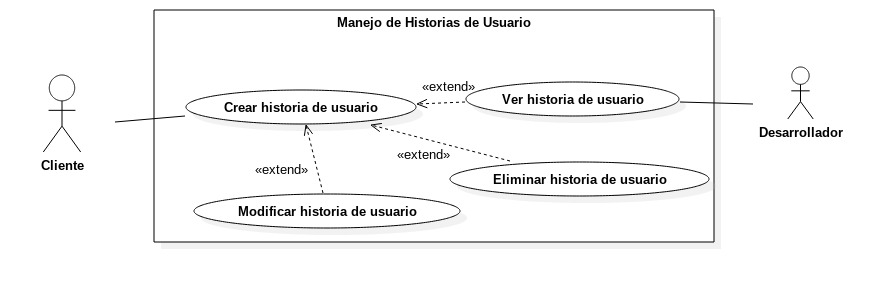 Manejo de Historias de Usuario
«extend»
Crear historia de usuario
Ver historia de usuario
Desarrollador
«extend»
Cliente
«extend»
Eliminar historia de usuario
Modificar historia de usuario